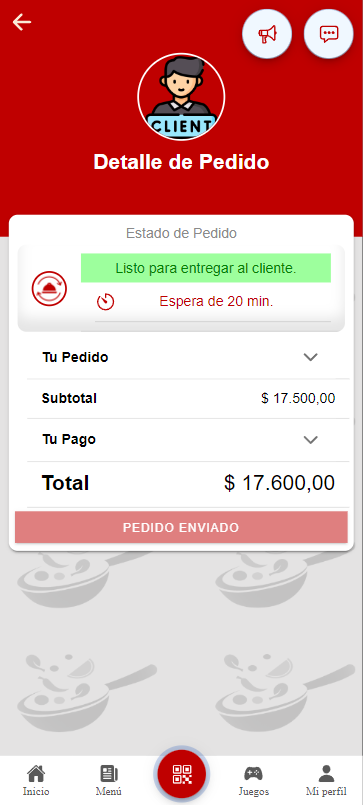 CLIENT
Detalle de Pedido
Estado de Pedido
Listo para entregar al cliente.
Espera de 20 min.
Tu Pedido
Subtotal $ 17.500,00
Tu Pago
Total $ 17.600,00
PEDIDO ENVIADO
Inicio Menú Juegos Mi perfil